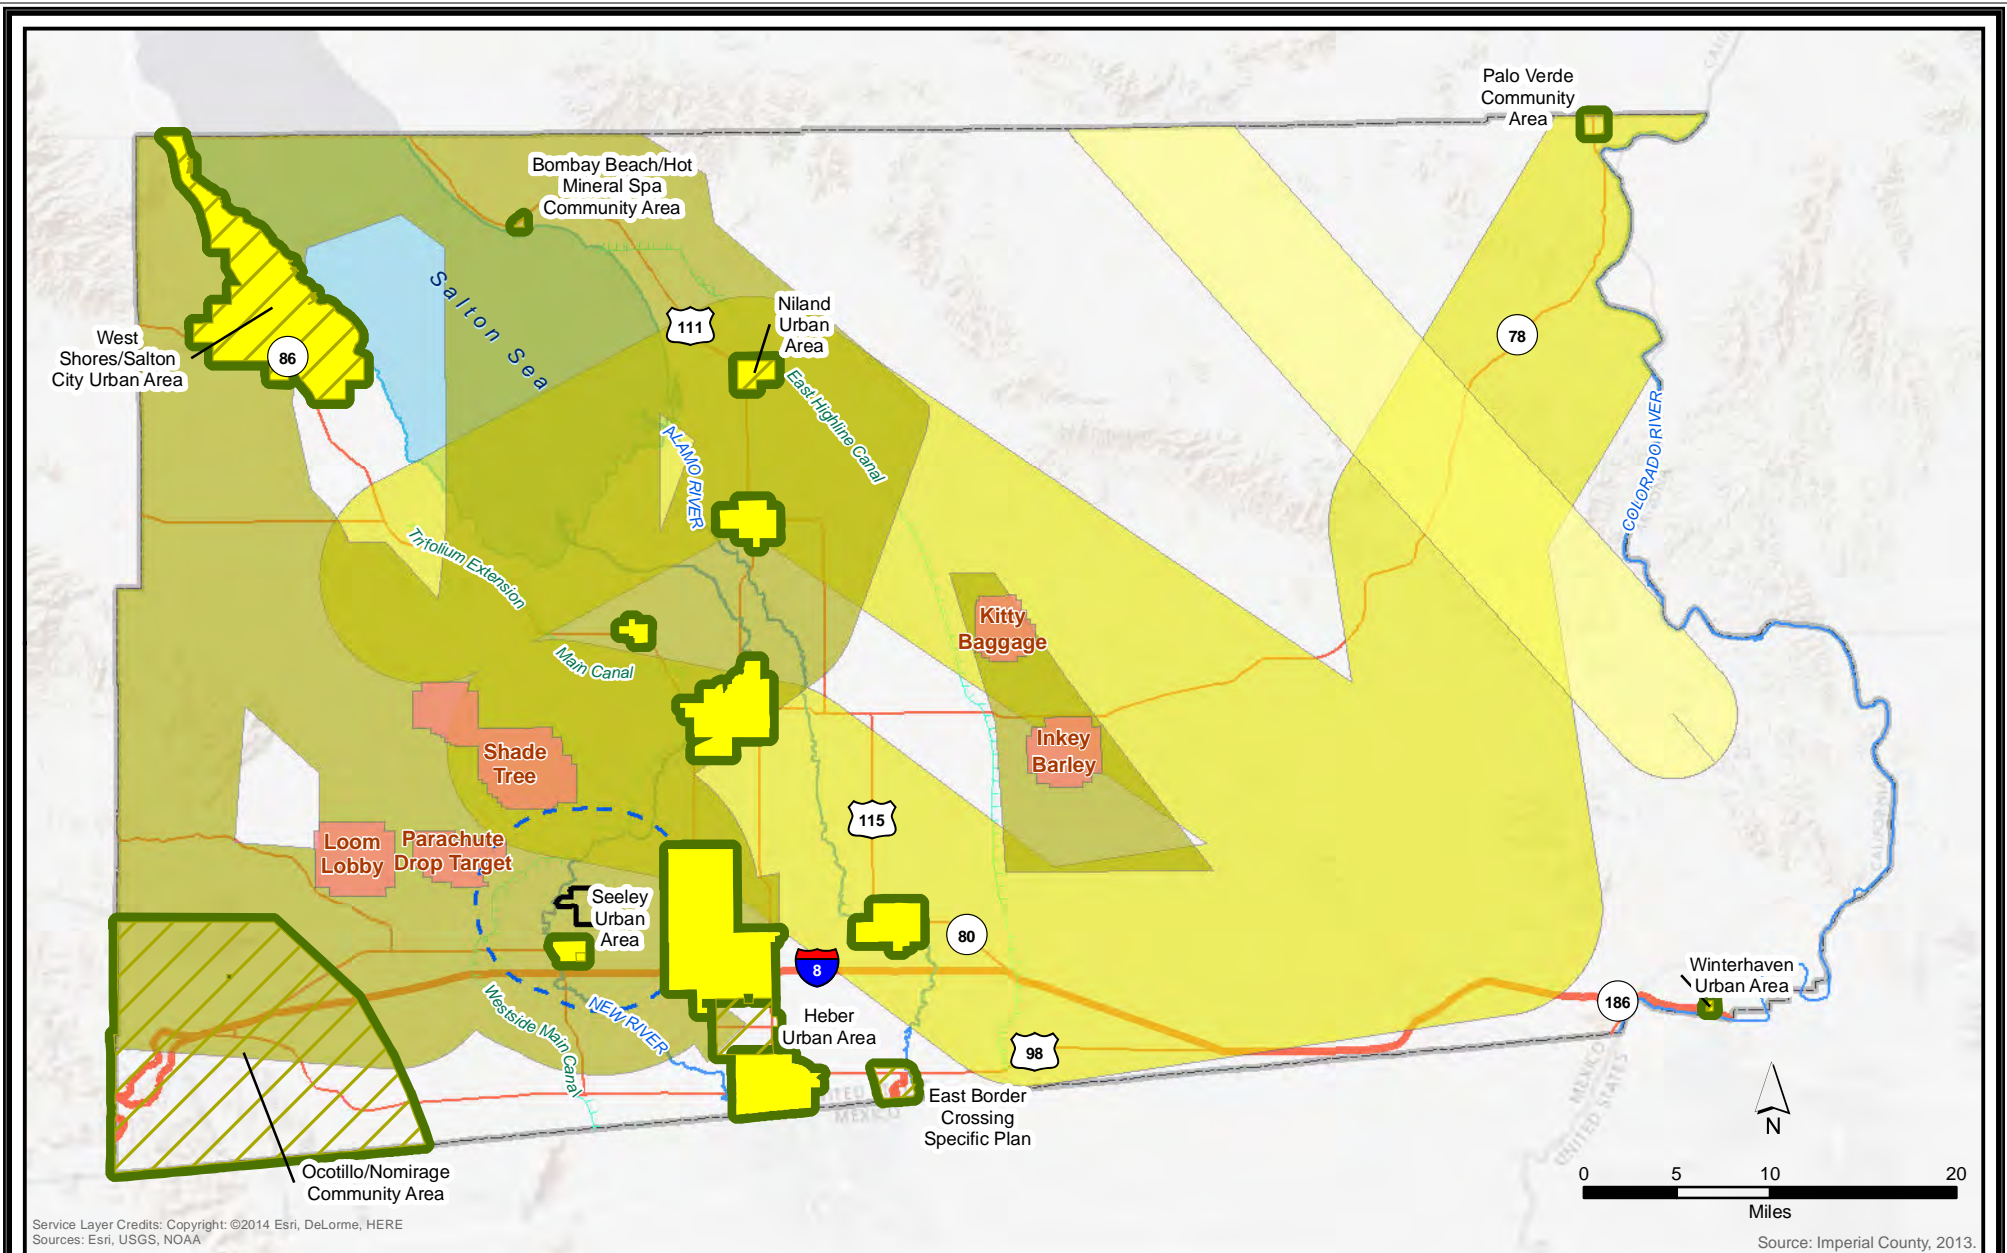 Palo Verde
Community
Area
Bombay Beach/Hot
Mineral Spa
Community Area
Salton Sea
Niland
Urban
Area
111
78
West
Shores/Salton
City Urban Area
86
East Highline Canal
ALAMO RIVER
COLORADO RIVER
Trifolium Extension
Main Canal
Kitty
Baggage
Shade
Tree
Inkey
Barley
115
Loom
Lobby
Parachute
Drop Target
Seeley
Urban
Area
80
8
Westside Main Canal
NEW RIVER
Heber
Urban Area
98
186
Winterhaven
Urban Area
CALIFORNIA
MEXICO
UNITED STATES
MEXICO
East Border
Crossing
Specific Plan
Ocotillo/Nomirage
Community Area
N
0 5 10 20
Miles
Service Layer Credits: Copyright: ©2014 Esri, DeLorme, HERE
Sources: Esri, USGS, NOAA
Source: Imperial County, 2013.